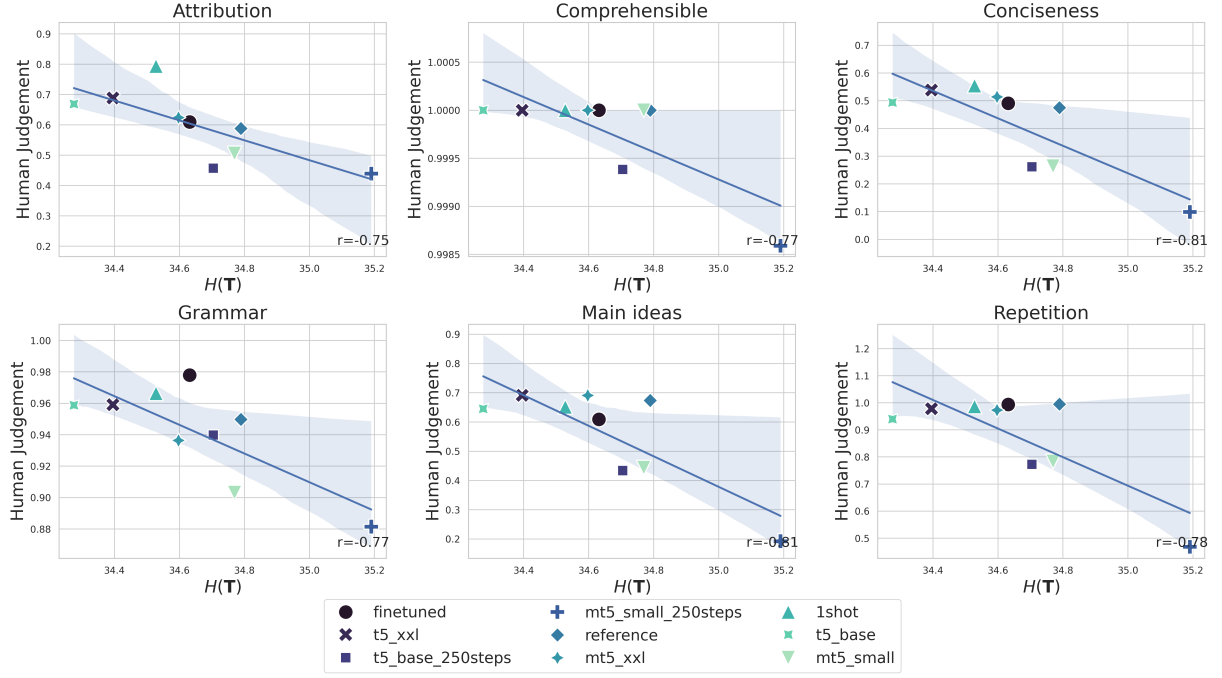 Attribution
Comprehensible
Conciseness
Human Judgement
0.9
0.8
0.7
0.6
0.5
0.4
0.3
0.2
r=-0.75
34.4
34.6
34.8
35.0
35.2
H(T)
Human Judgement
1.0005
1.0000
0.9995
0.9990
0.9985
r=-0.77
34.4
34.6
34.8
35.0
35.2
H(T)
Human Judgement
0.7
0.6
0.5
0.4
0.3
0.2
0.1
0.0
r=-0.81
34.4
34.6
34.8
35.0
35.2
H(T)
Grammar
Main ideas
Repetition
Human Judgement
1.00
0.98
0.96
0.94
0.92
0.90
0.88
r=-0.77
34.4
34.6
34.8
35.0
35.2
H(T)
Human Judgement
0.9
0.8
0.7
0.6
0.5
0.4
0.3
0.2
r=-0.81
34.4
34.6
34.8
35.0
35.2
H(T)
Human Judgement
1.2
1.1
1.0
0.9
0.8
0.7
0.6
0.5
r=-0.78
34.4
34.6
34.8
35.0
35.2
H(T)
finetuned
t5_xxl
t5_base_250steps
mt5_small_250steps
reference
mt5_xxl
1shot
t5_base
mt5_small